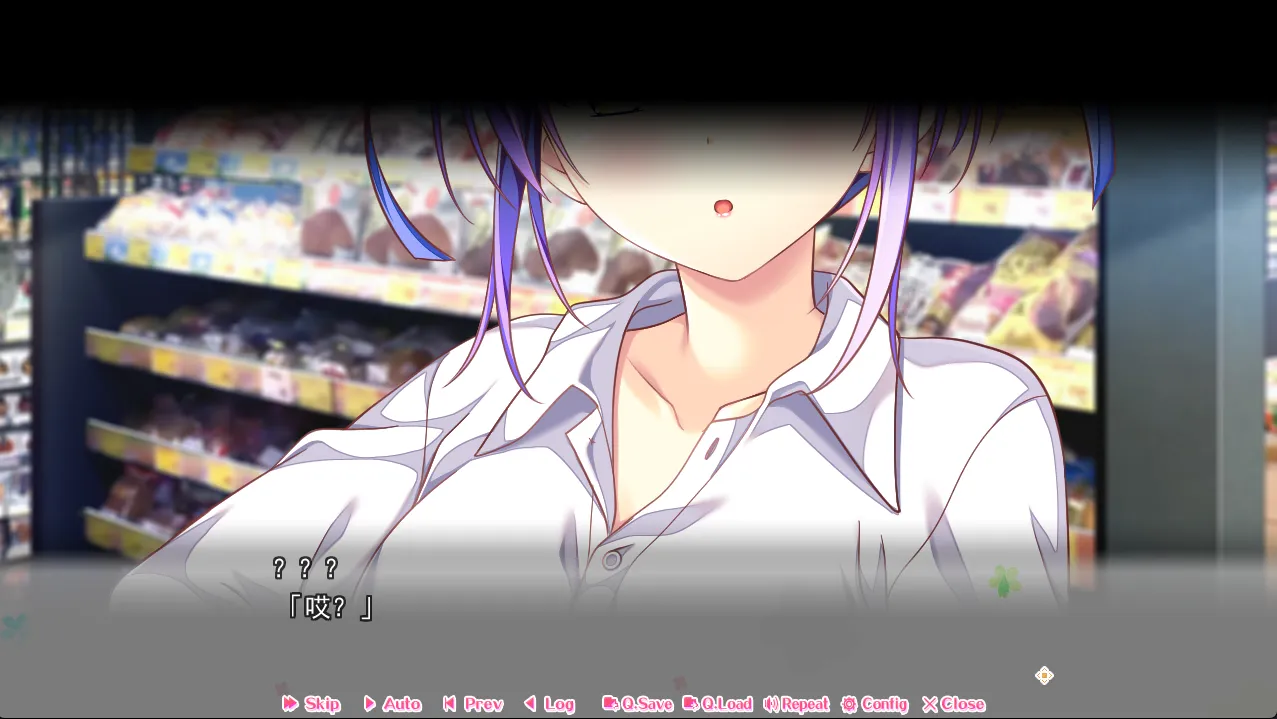 ？？？
「哎？」
Skip Auto Prev Log Q.Save Q.Load Repeat Config Close